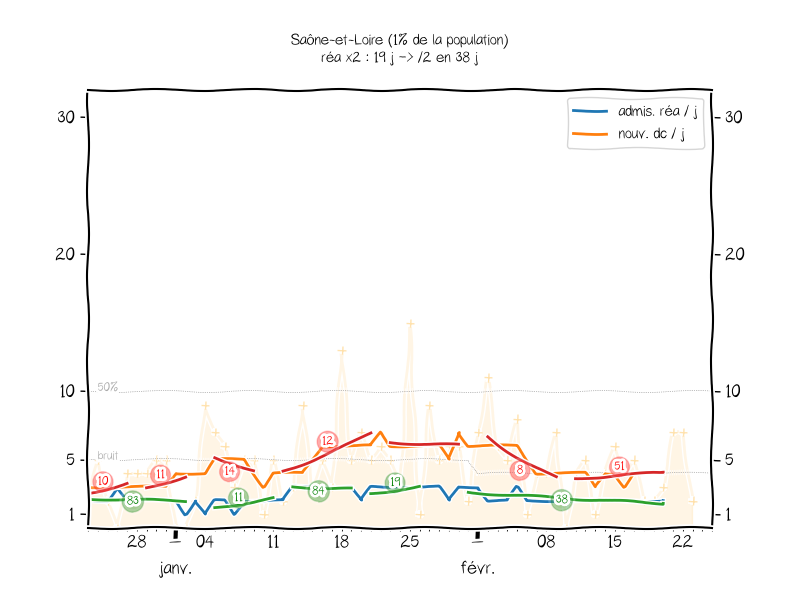 Saône-et-Loire (1% de la population)
réa x2 : 19 j -> /2 en 38 j
admis. réa / j
nouv. dc / j
30 30
20 20
50%
10 10
bruit
5 5
1 1
10 11 14 12 8 51
83 11 84 19 38
28 04 11 18 25 08 15 22
janv. févr.